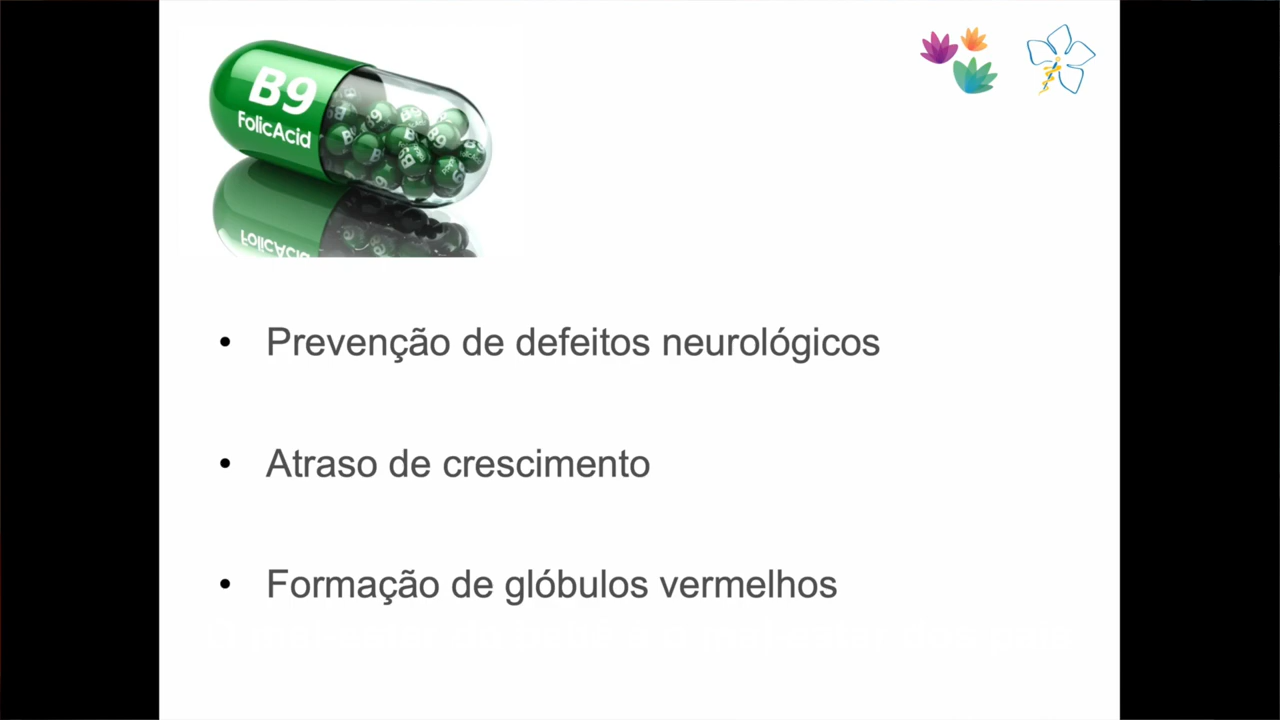 B9
FolicAcid
• Prevenção de defeitos neurológicos
• Atraso de crescimento
• Formação de glóbulos vermelhos